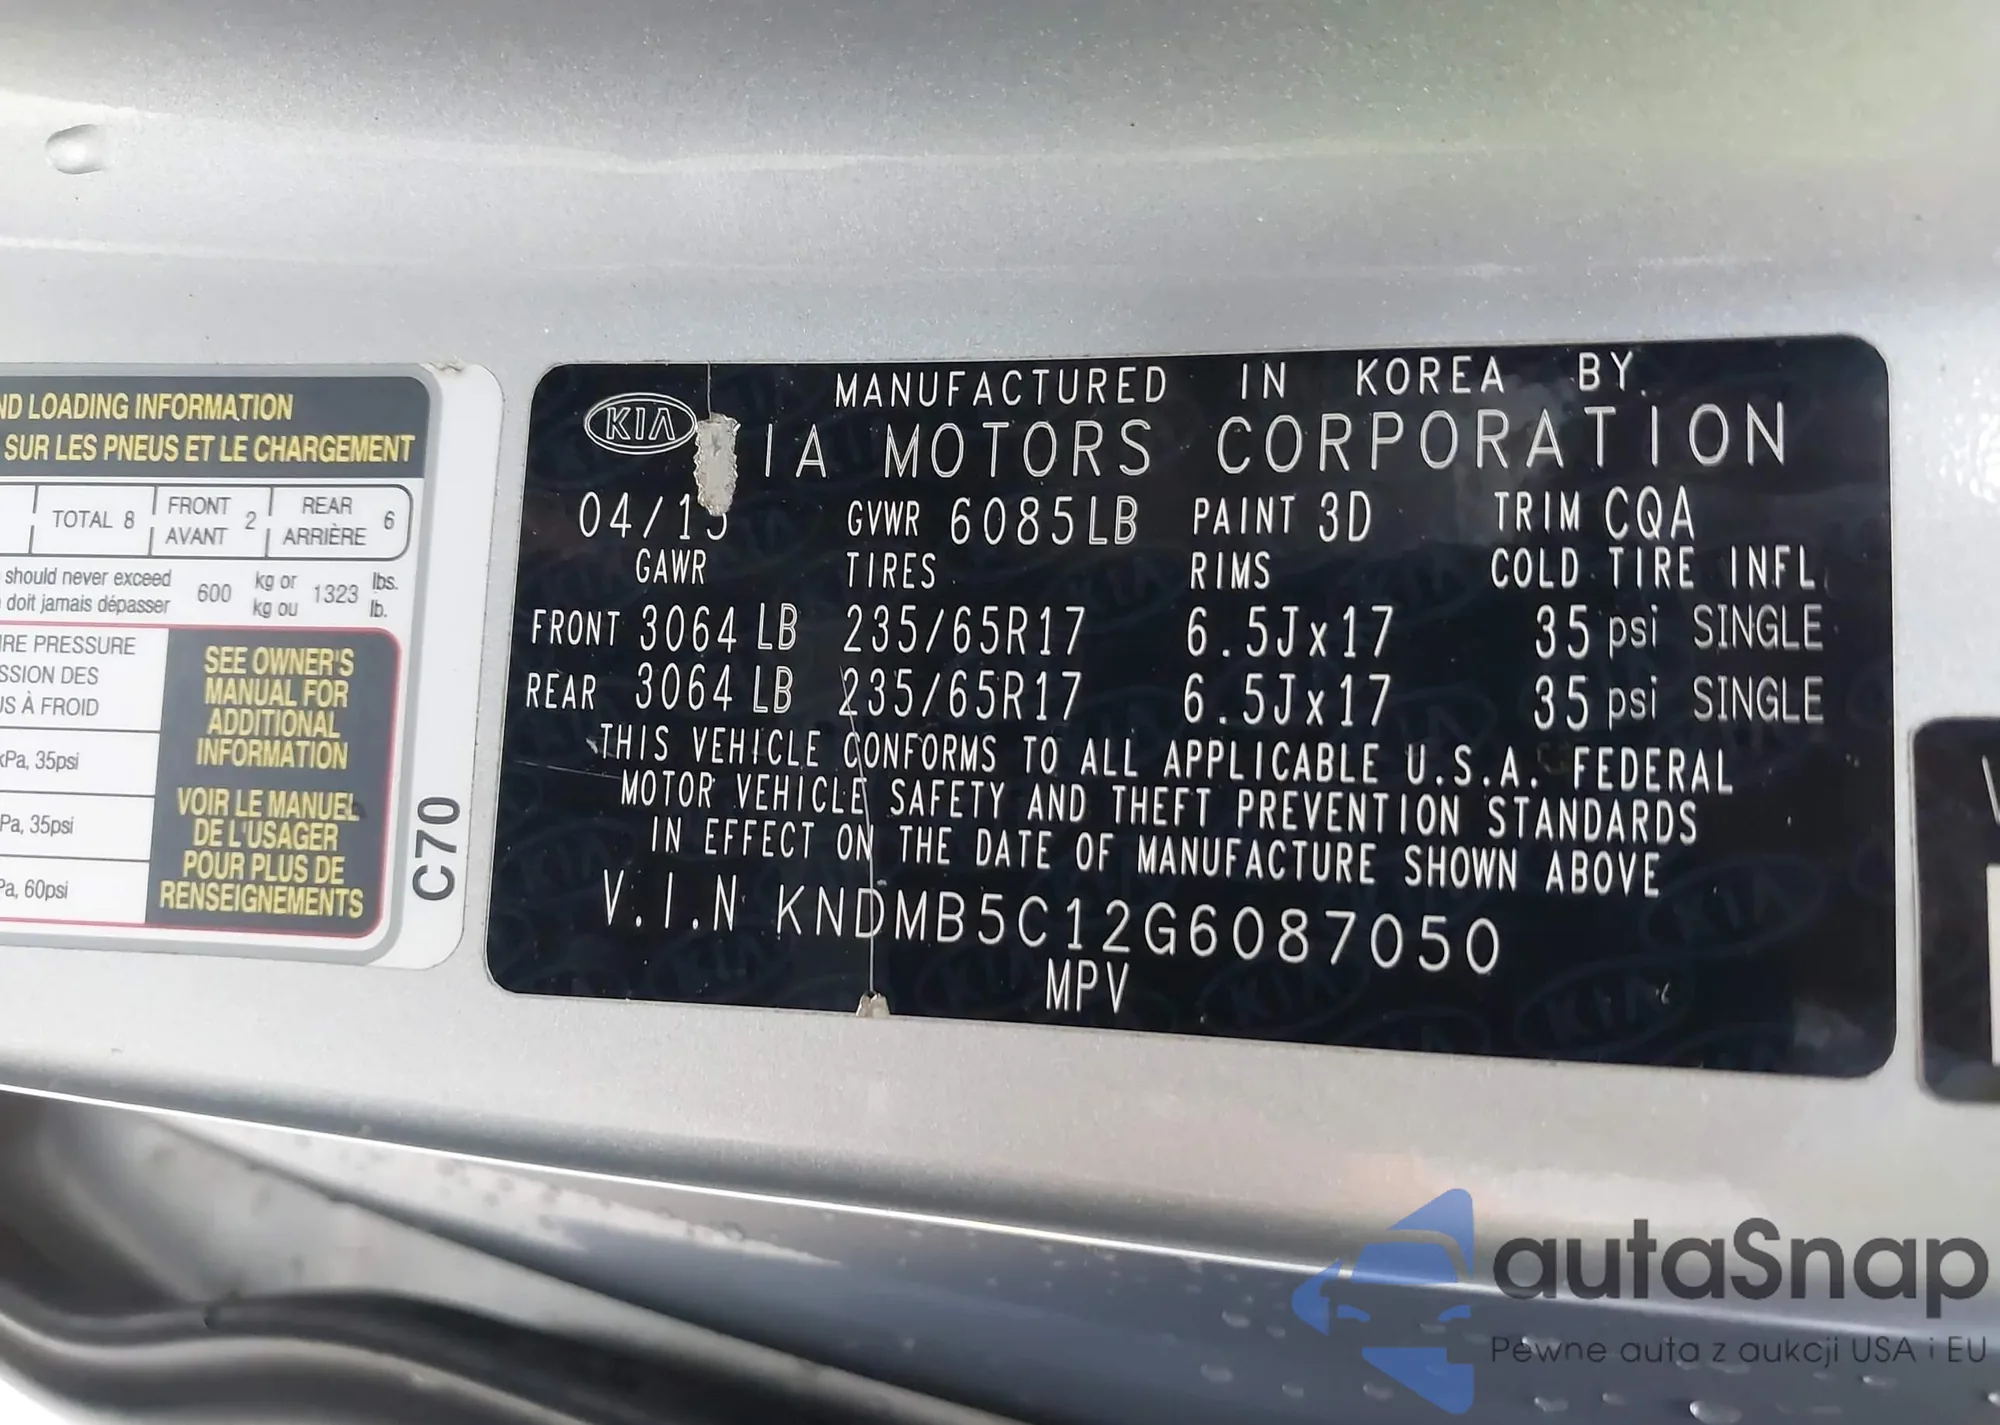 ND LOADING INFORMATION
SUR LES PNEUS ET LE CHARGEMENT
TOTAL 8
FRONT
AVANT
2
REAR
ARRIÈRE
6
should never exceed
doit jamais dépasser
600
kg or
kg ou
1323
lbs.
lb.
IRE PRESSURE
SSION DES
US À FROID
kPa, 35psi
Pa, 35psi
Pa, 60psi
SEE OWNER'S
MANUAL FOR
ADDITIONAL
INFORMATION
VOIR LE MANUEL
DE L'USAGER
POUR PLUS DE
RENSEIGNEMENTS
C70
KIA
MANUFACTURED IN KOREA BY
IA MOTORS CORPORATION
04/15 GVWR 6085LB PAINT 3D TRIM CQA
GAWR TIRES RIMS COLD TIRE INFL
FRONT 3064 LB 235/65R17 6.5Jx17 35 psi SINGLE
REAR 3064 LB 235/65R17 6.5Jx17 35 psi SINGLE
THIS VEHICLE CONFORMS TO ALL APPLICABLE U.S.A. FEDERAL
MOTOR VEHICLE SAFETY AND THEFT PREVENTION STANDARDS
IN EFFECT ON THE DATE OF MANUFACTURE SHOWN ABOVE
V.I.N KNDMB5C12G6087050
MPV
autaSnap
Pewne auta z aukcji USA i EU